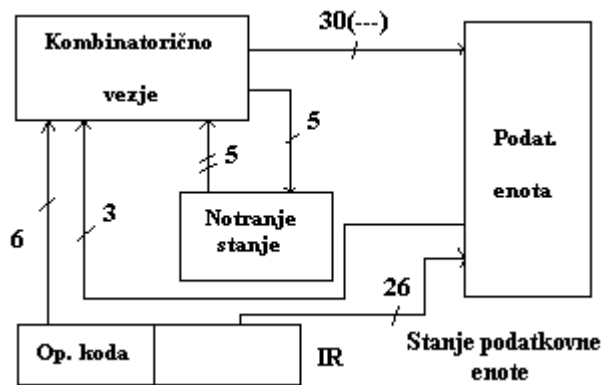 30(---)
Kombinatorično
vezje
5
5
Podat.
enota
Notranje
stanje
6
3
26
Op. koda
IR
Stanje podatkovne
enote